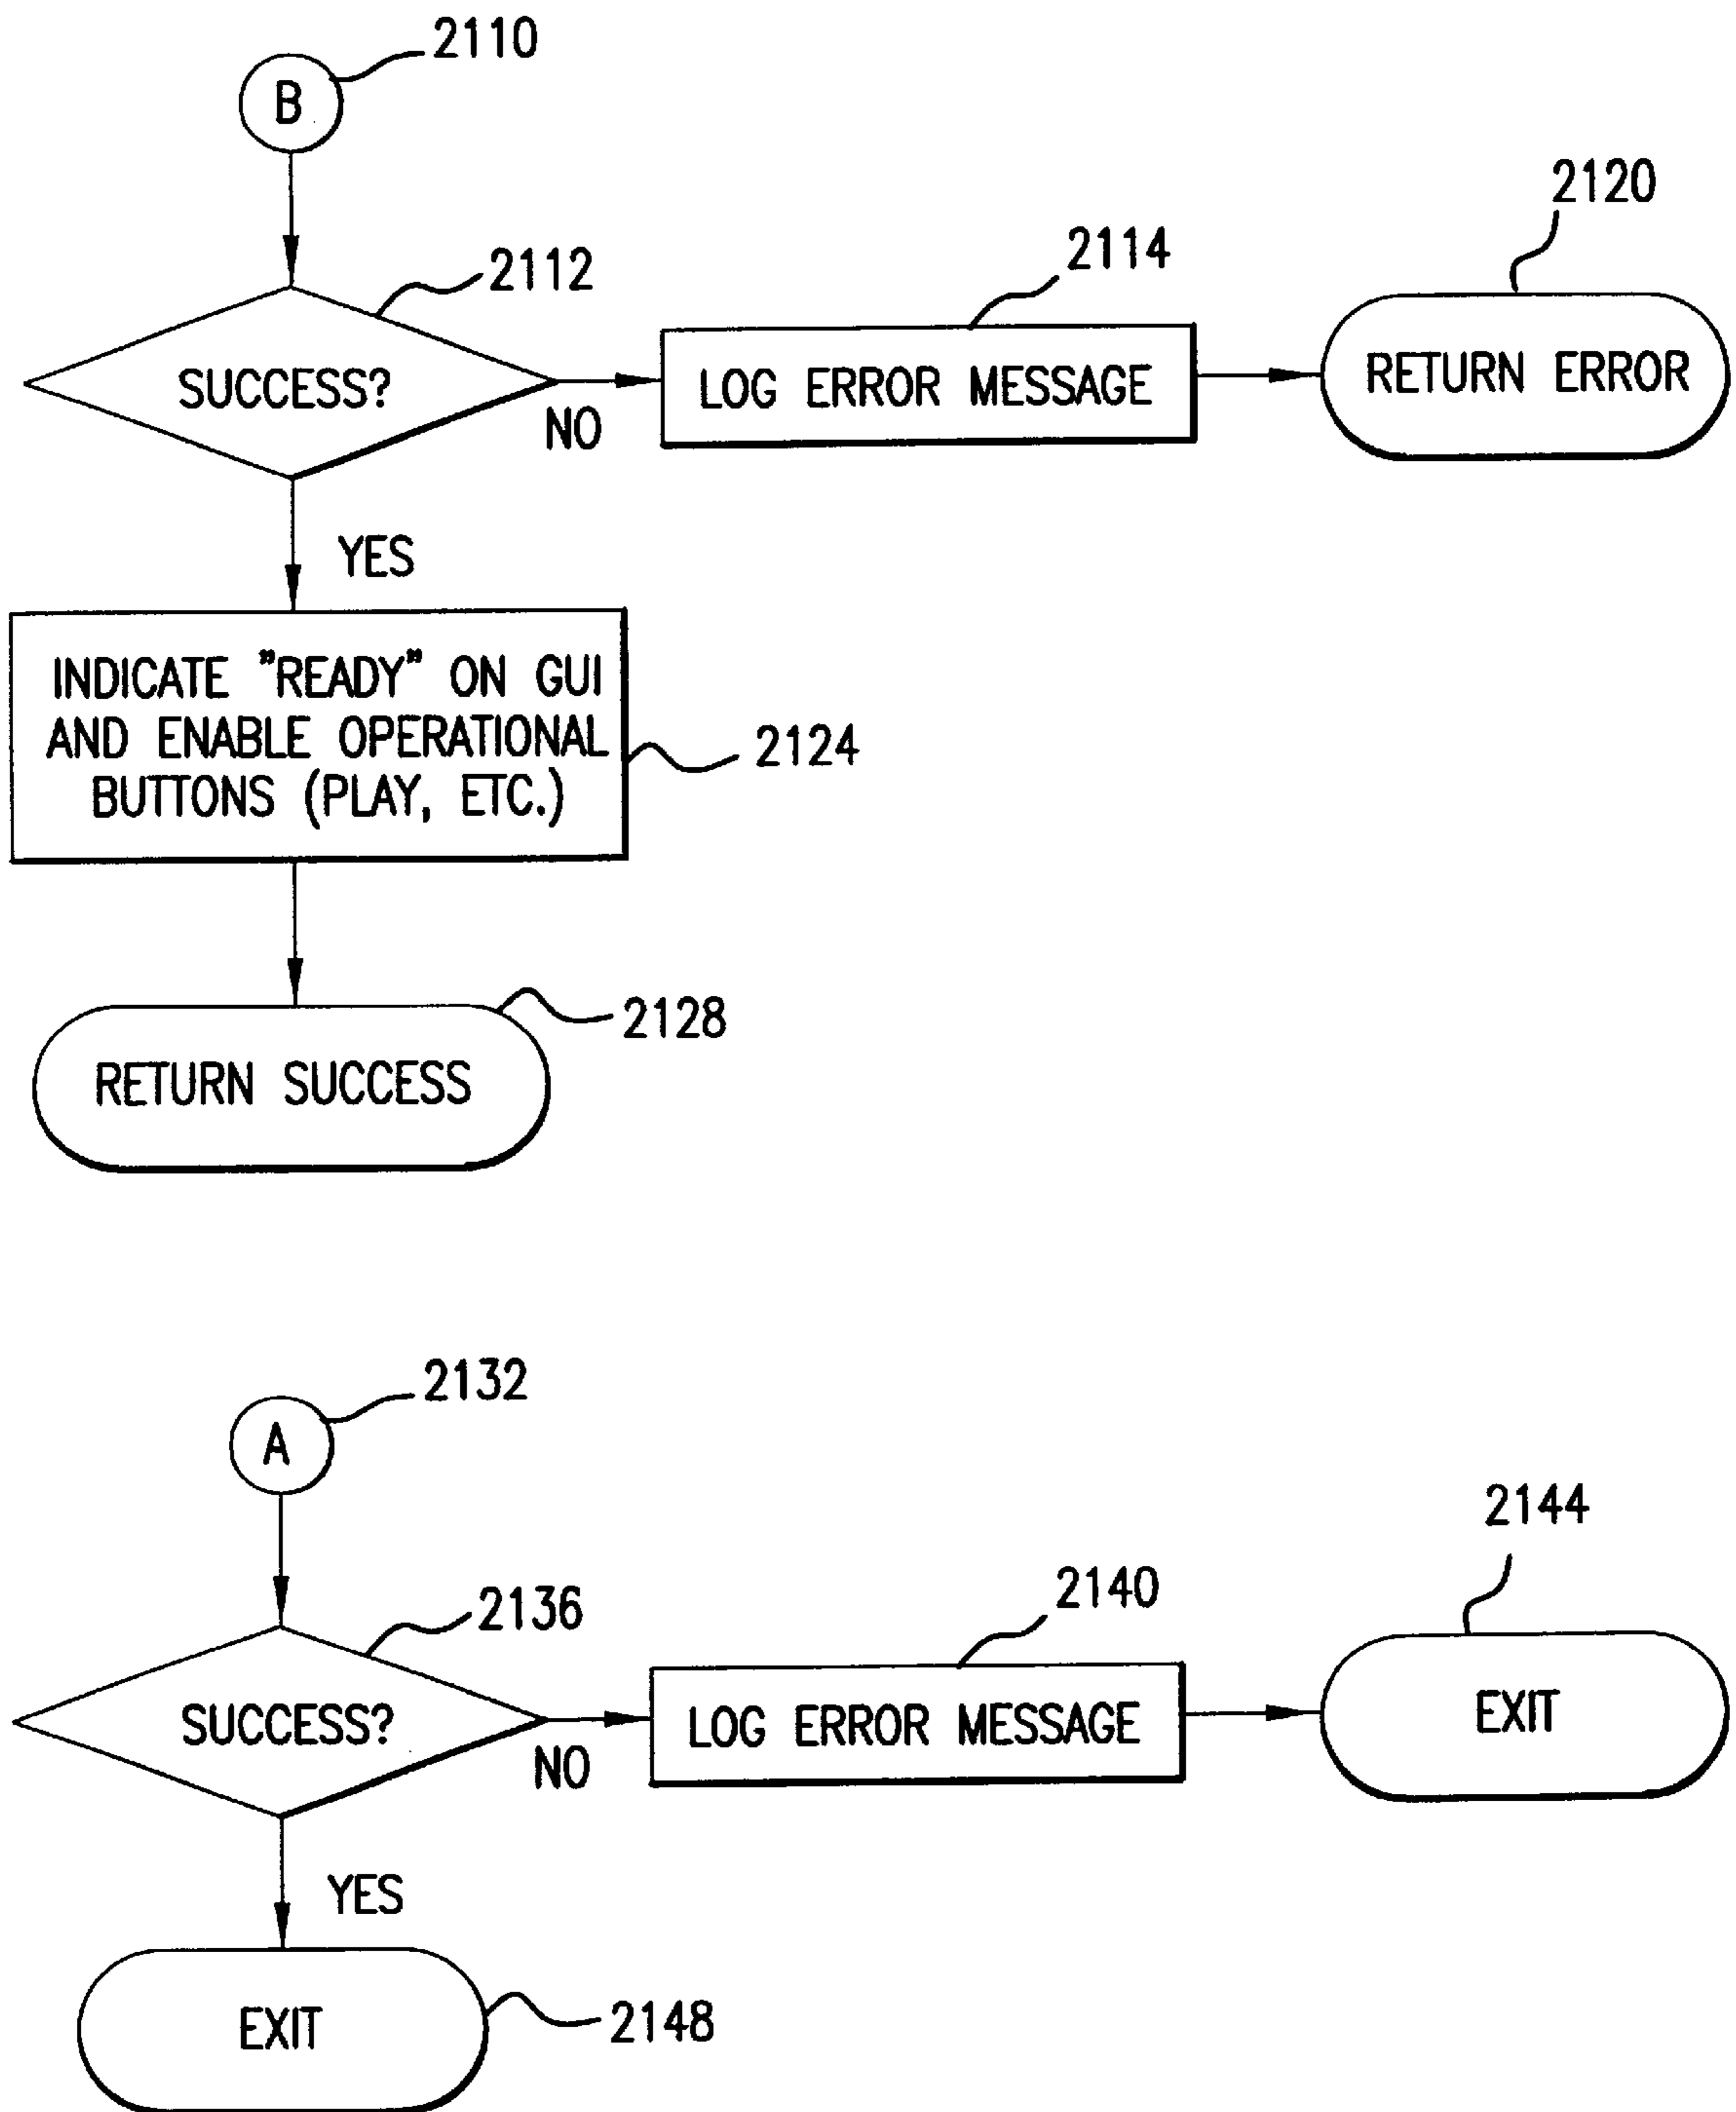 2110
B
2120
2112
2114
SUCCESS?
LOG ERROR MESSAGE
RETURN ERROR
NO
YES
INDICATE "READY" ON GUI
AND ENABLE OPERATIONAL
BUTTONS (PLAY, ETC.)
2124
2128
RETURN SUCCESS
2132
A
2144
2136
2140
SUCCESS?
LOG ERROR MESSAGE
EXIT
NO
YES
EXIT
2148